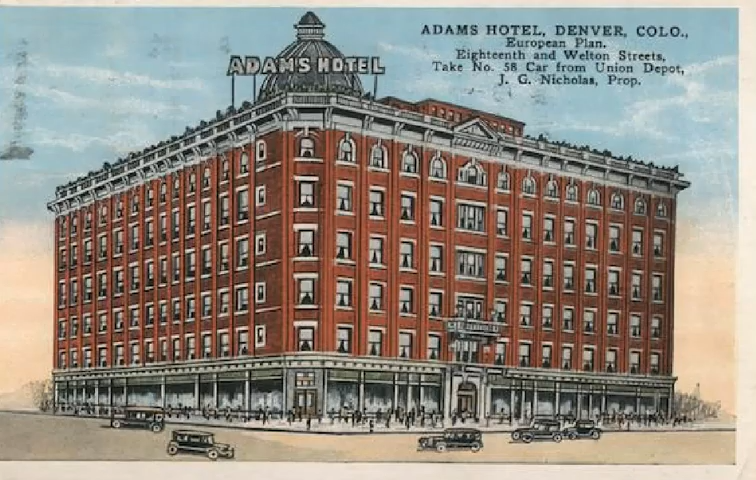 ADAMS HOTEL, DENVER, COLO.,
European Plan.
Eighteenth and Welton Streets,
Take No. 58 Car from Union Depot,
J. G. Nicholas, Prop.
ADAMS HOTEL